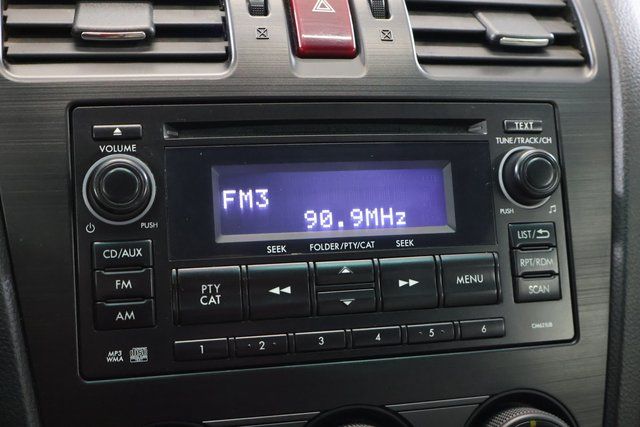 VOLUME
TEXT
TUNE/TRACK/CH
PUSH
PUSH
FM3
90.9MHz
SEEK
FOLDER/PTY/CAT
SEEK
CD/AUX
FM
AM
PTY
CAT
MENU
LIST/
RPT/RDM
SCAN
MP3
WMA
1
2
3
4
5
6